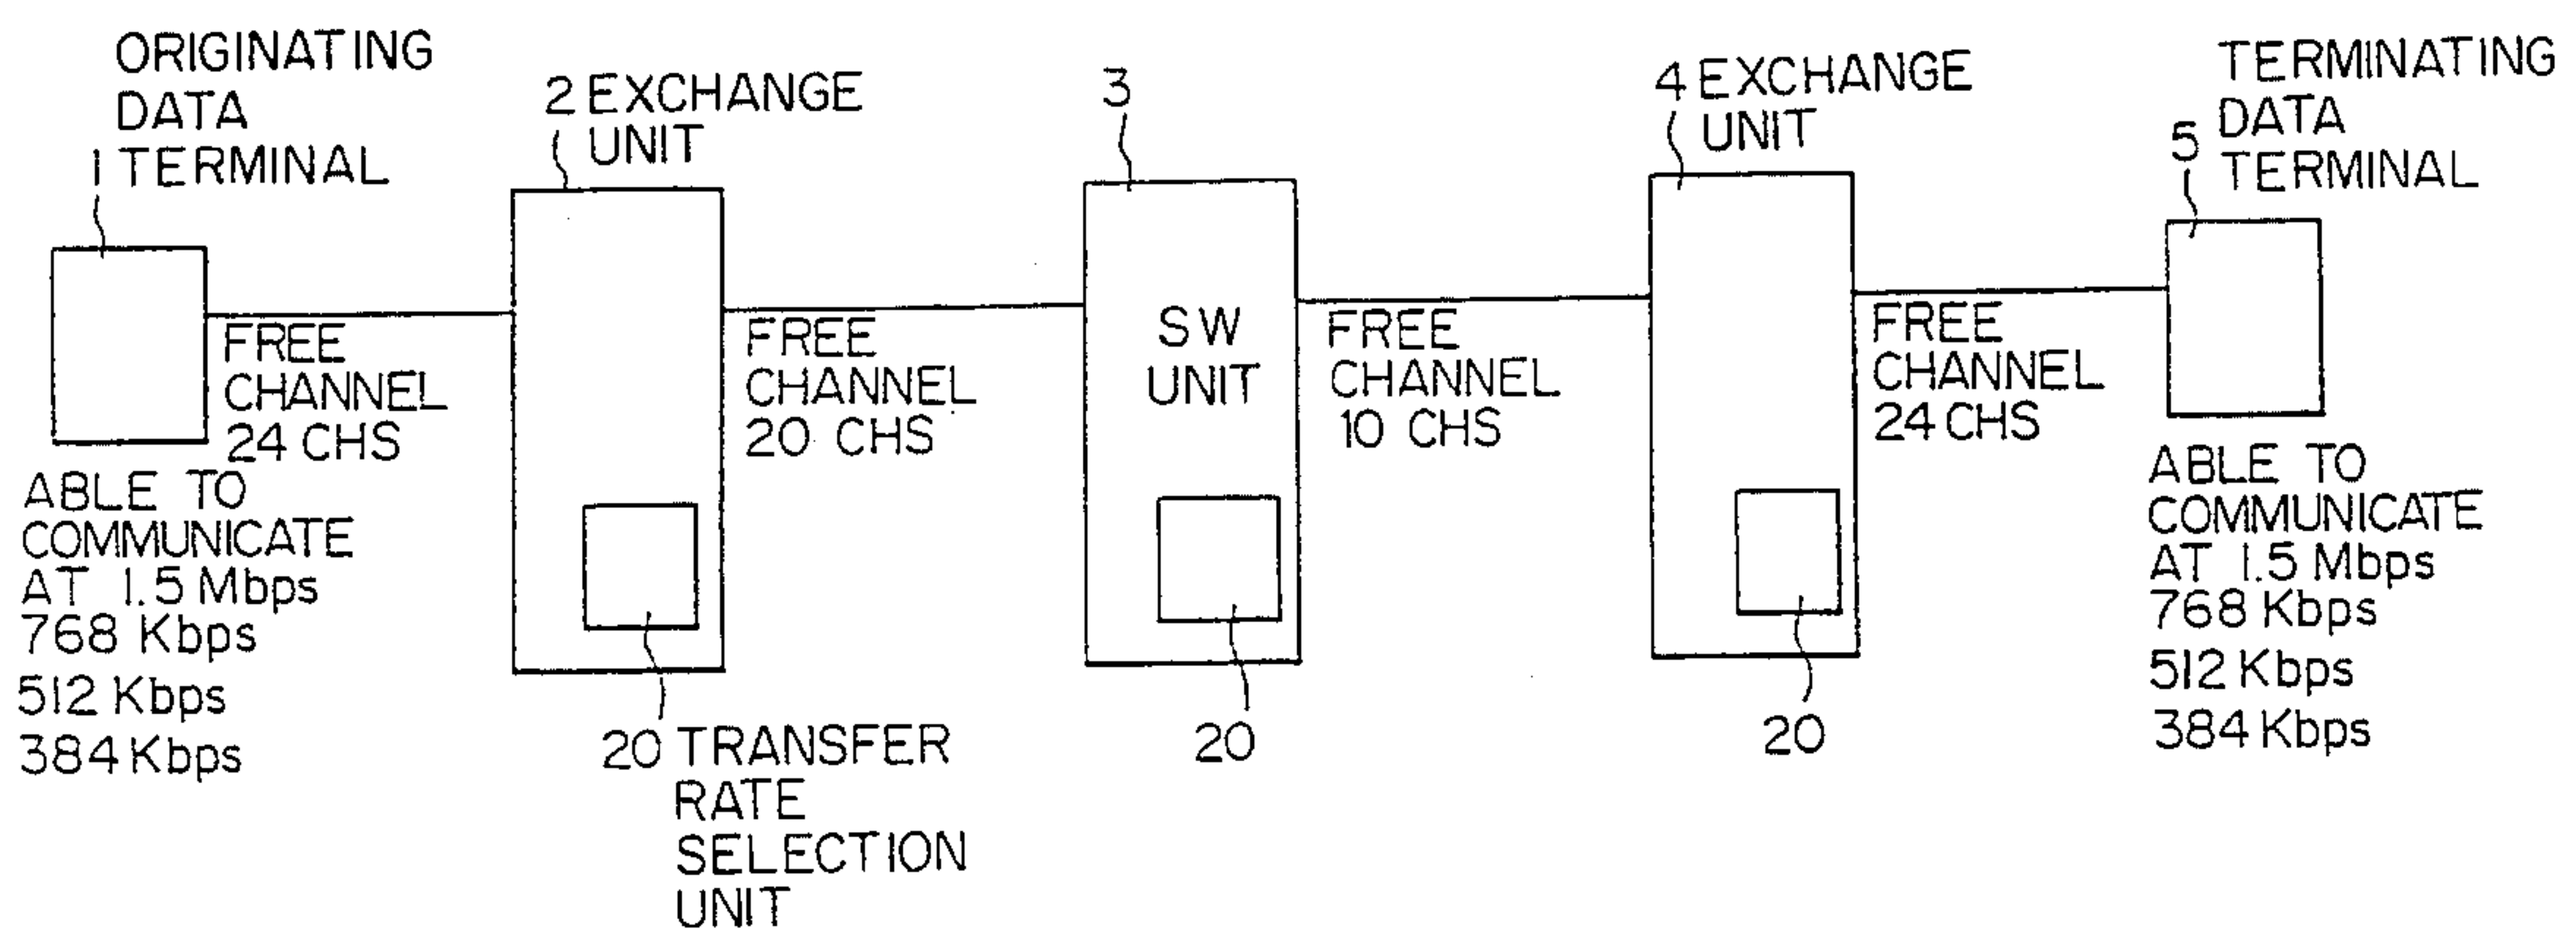 ORIGINATING
DATA
1 TERMINAL
2 EXCHANGE
UNIT
3
4 EXCHANGE
UNIT
TERMINATING
5 DATA
TERMINAL
FREE
CHANNEL
24 CHS
FREE
CHANNEL
20 CHS
SW
UNIT
FREE
CHANNEL
10 CHS
FREE
CHANNEL
24 CHS
ABLE TO
COMMUNICATE
AT 1.5 Mbps
768 Kbps
512 Kbps
384 Kbps
20 TRANSFER
RATE
SELECTION
UNIT
20
20
ABLE TO
COMMUNICATE
AT 1.5 Mbps
768 Kbps
512 Kbps
384 Kbps